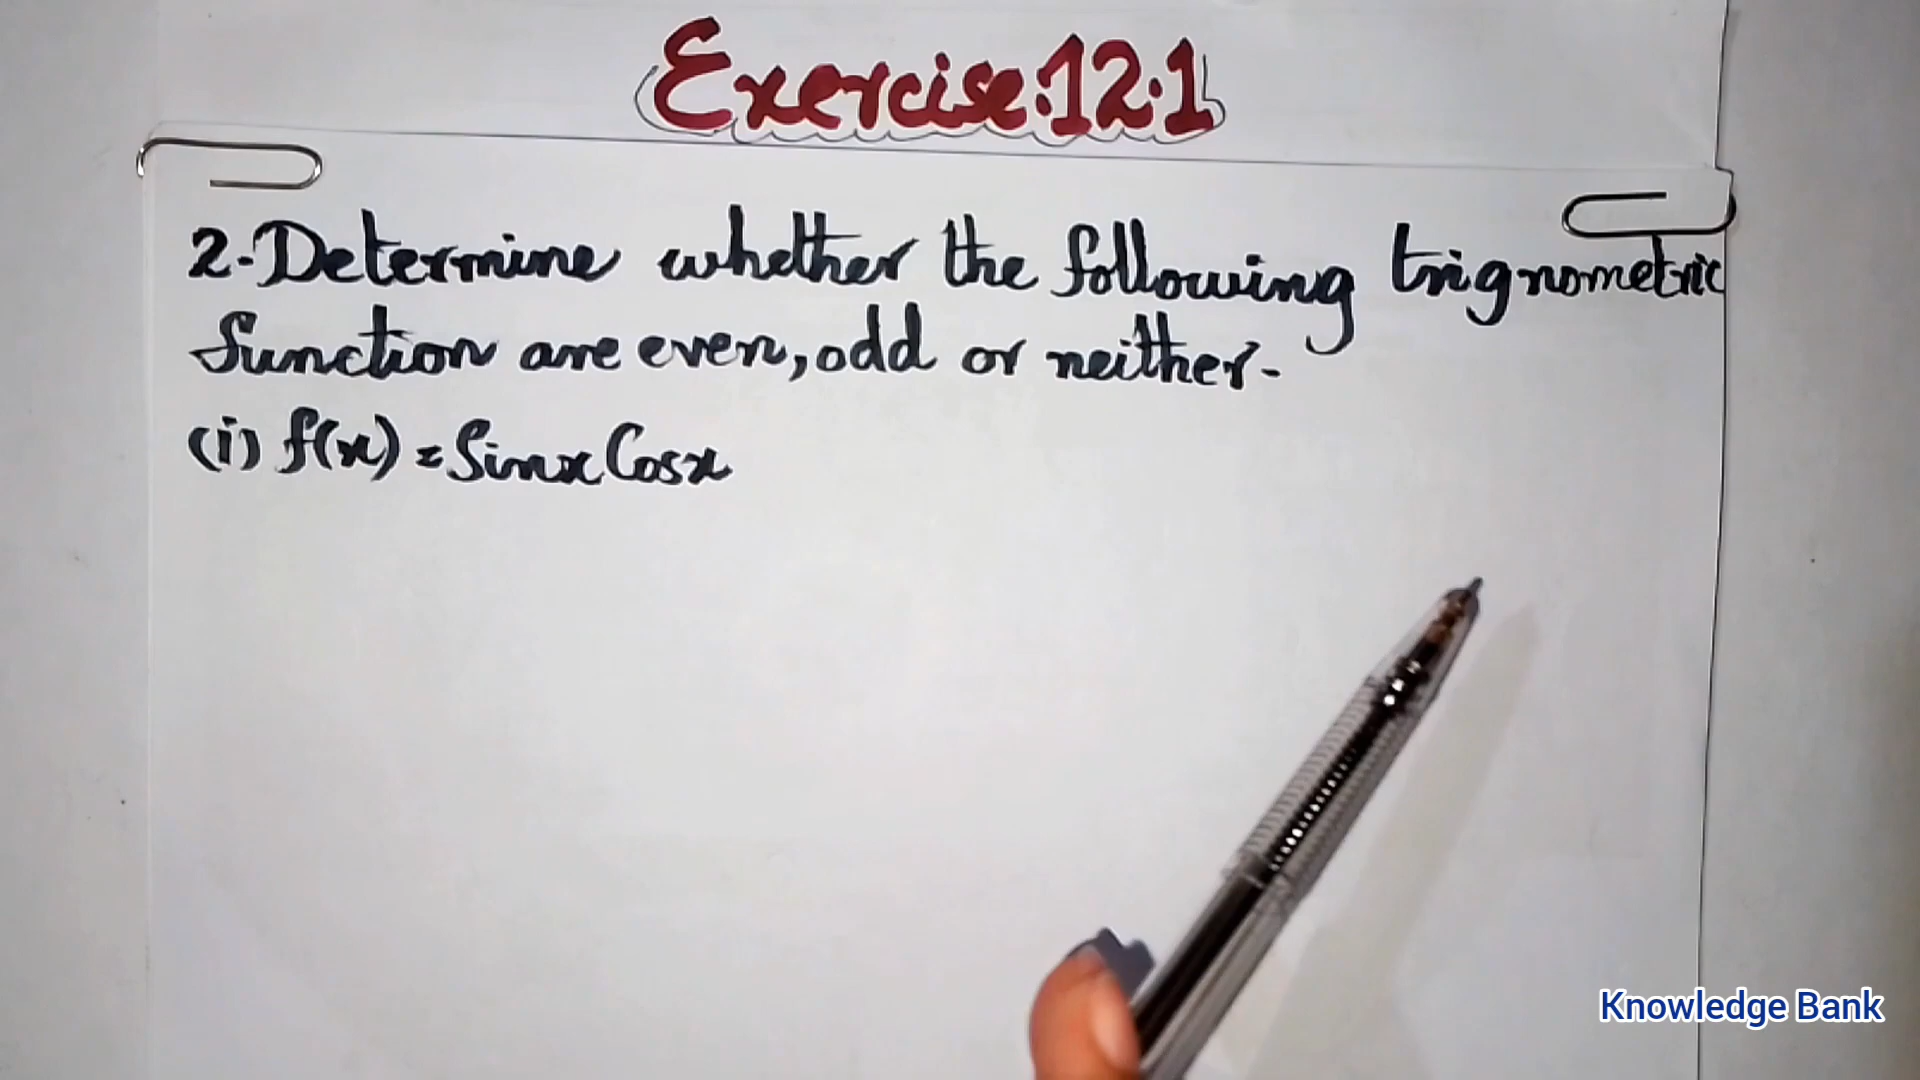 Exercise:12.1
2.Determine whether the following trignometric
function are even, odd or neither-
(i) f(x) = Sinx Cosx
Knowledge Bank